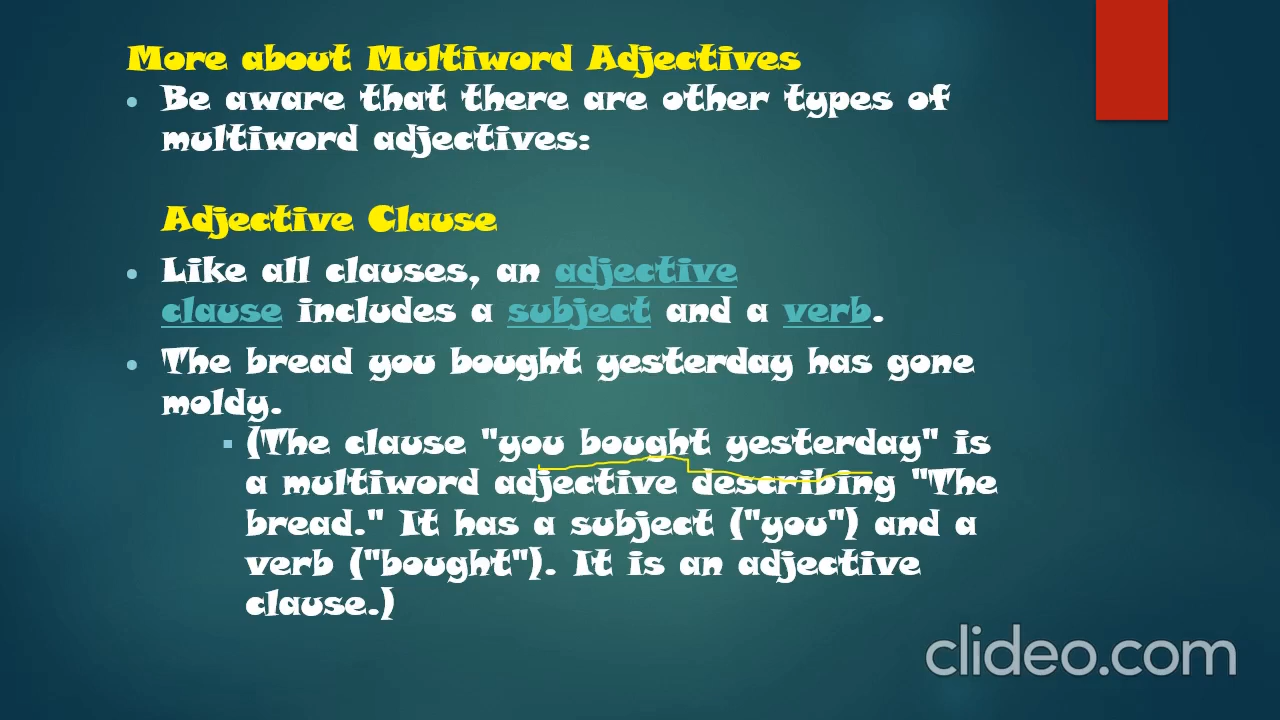 More about Multiword Adjectives
• Be aware that there are other types of
multiword adjectives:
Adjective Clause
• Like all clauses, an adjective
clause includes a subject and a verb.
• The bread you bought yesterday has gone
moldy.
▪ (The clause "you bought yesterday" is
a multiword adjective describing "The
bread." It has a subject ("you") and a
verb ("bought"). It is an adjective
clause.)
clideo.com